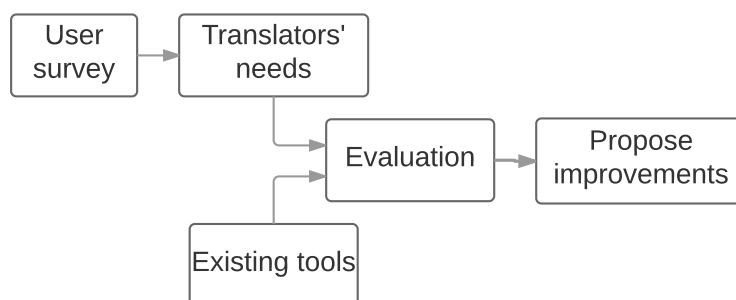 User
survey
Translators'
needs
Evaluation
Propose
improvements
Existing tools